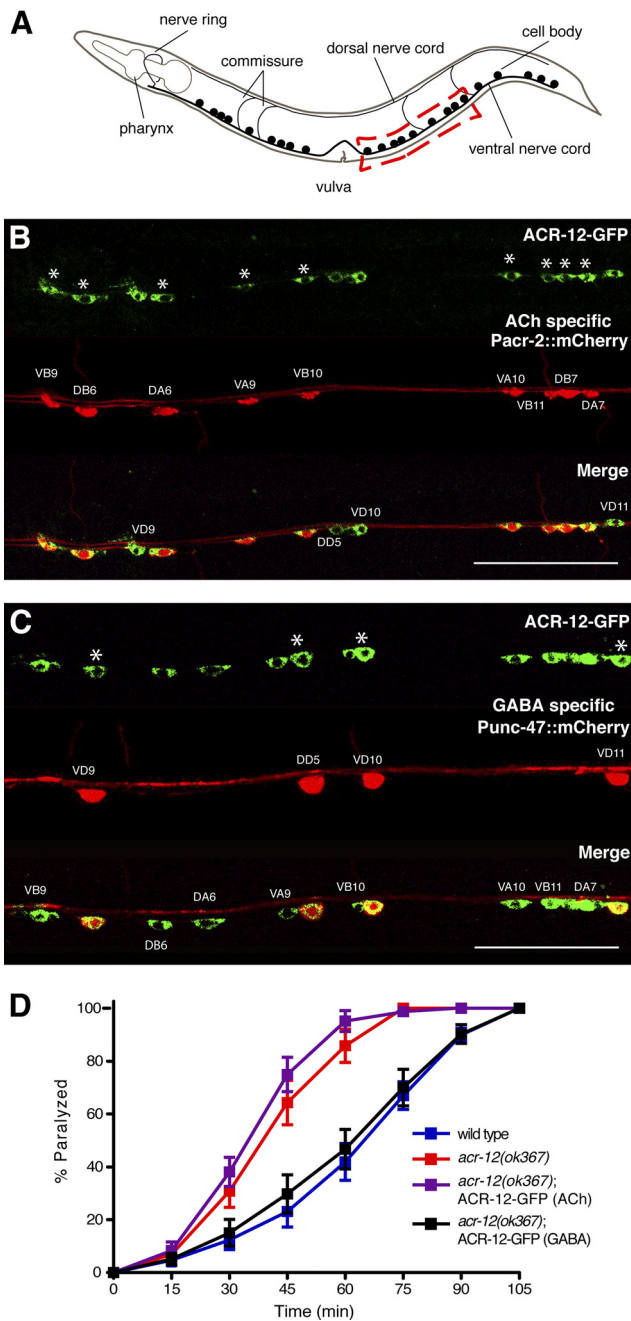 A
nerve ring
commissure
dorsal nerve cord
cell body
pharynx
ventral nerve cord
vulva
B
ACR-12-GFP
* * * * * * * * *
ACh specific
Pacr-2::mCherry
VB9
DB6
DA6
VA9
VB10
VA10
VB11
DB7
DA7
Merge
VD9
DD5
VD10
VD11
C
ACR-12-GFP
* * * *
GABA specific
Punc-47::mCherry
VD9
DD5
VD10
VD11
Merge
VB9
DB6
DA6
VA9
VB10
VA10
VB11
DA7
D
100
80
60
40
20
0
% Paralyzed
0 15 30 45 60 75 90 105
Time (min)
wild type
acr-12(ok367)
acr-12(ok367);
ACR-12-GFP (ACh)
acr-12(ok367);
ACR-12-GFP (GABA)